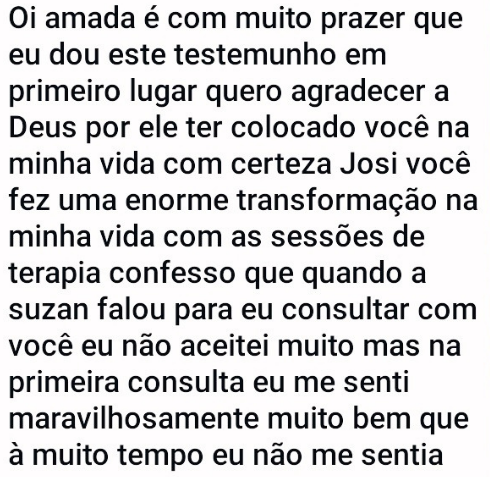 Oi amada é com muito prazer que
eu dou este testemunho em
primeiro lugar quero agradecer a
Deus por ele ter colocado você na
minha vida com certeza Josi você
fez uma enorme transformação na
minha vida com as sessões de
terapia confesso que quando a
suzan falou para eu consultar com
você eu não aceitei muito mas na
primeira consulta eu me senti
maravilhosamente muito bem que
à muito tempo eu não me sentia